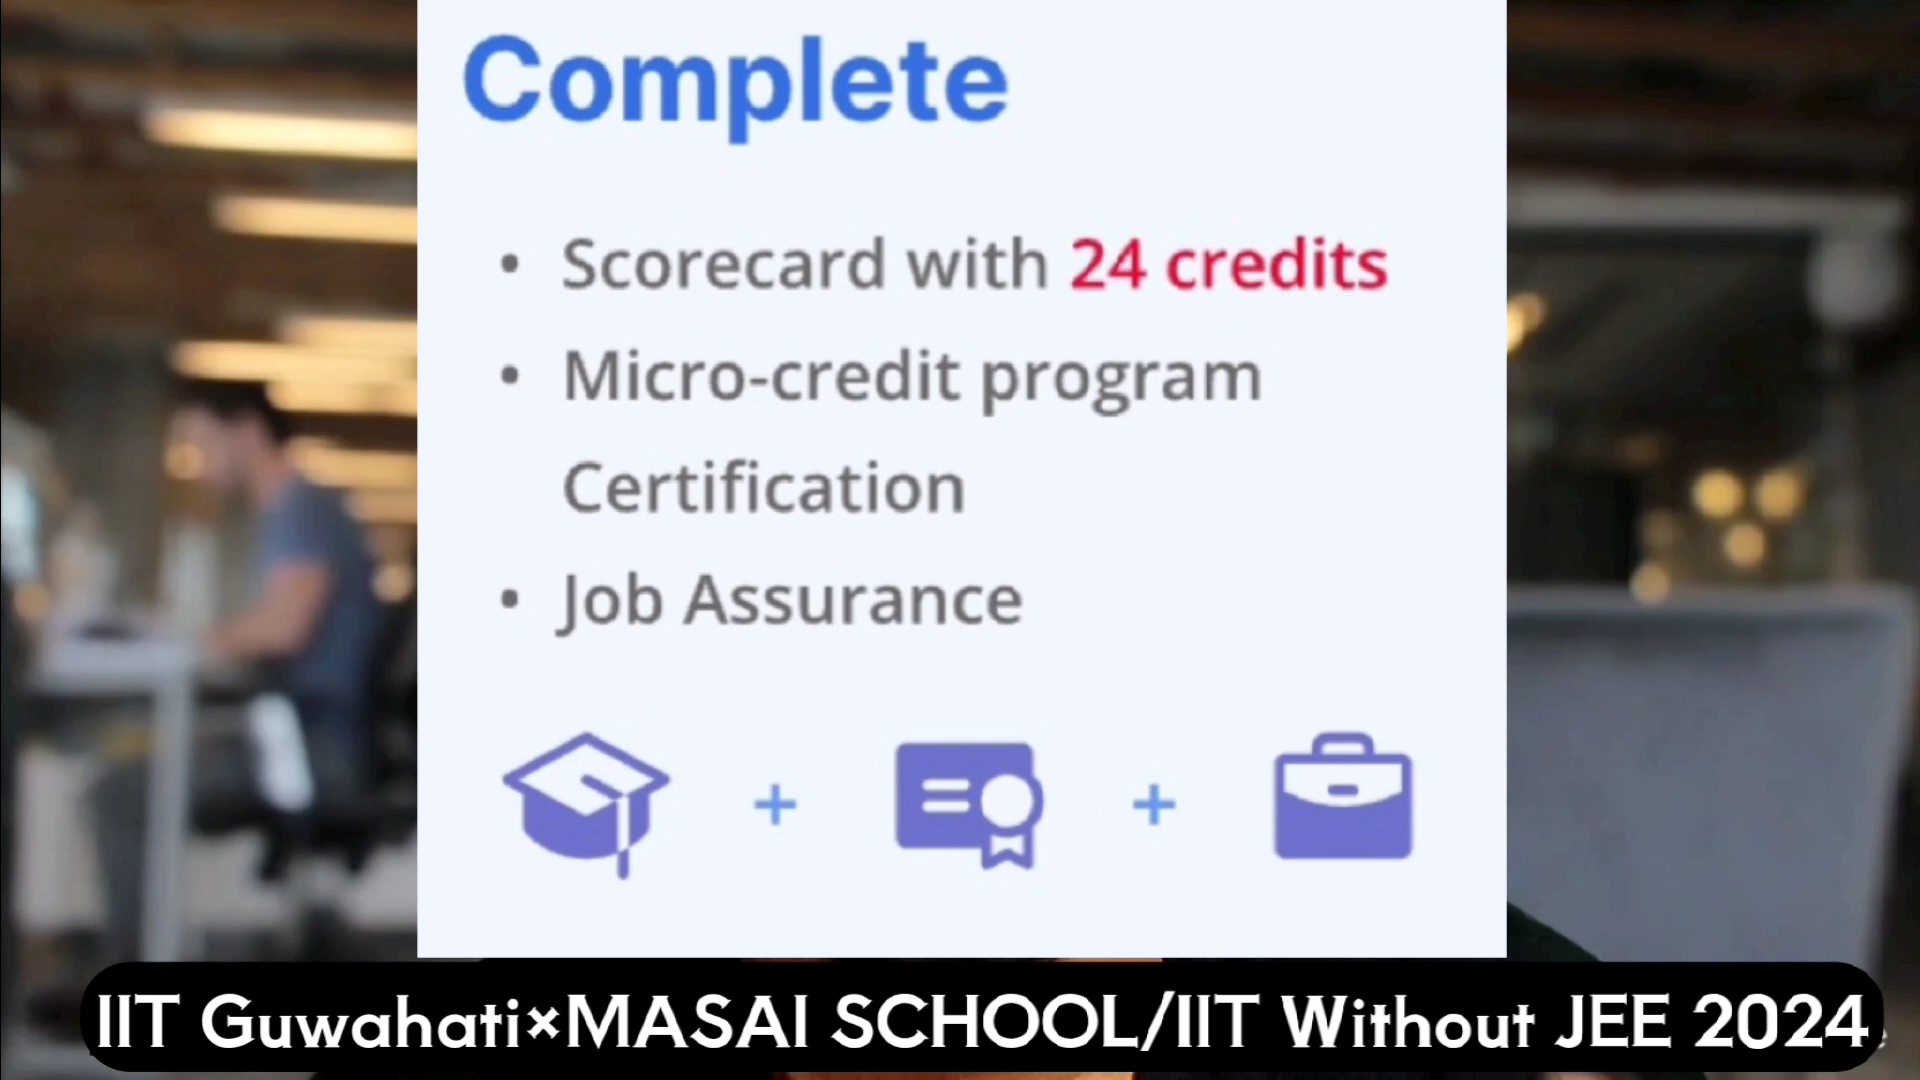 Complete
• Scorecard with 24 credits
• Micro-credit program
Certification
• Job Assurance
IIT Guwahati×MASAI SCHOOL/IIT Without JEE 2024